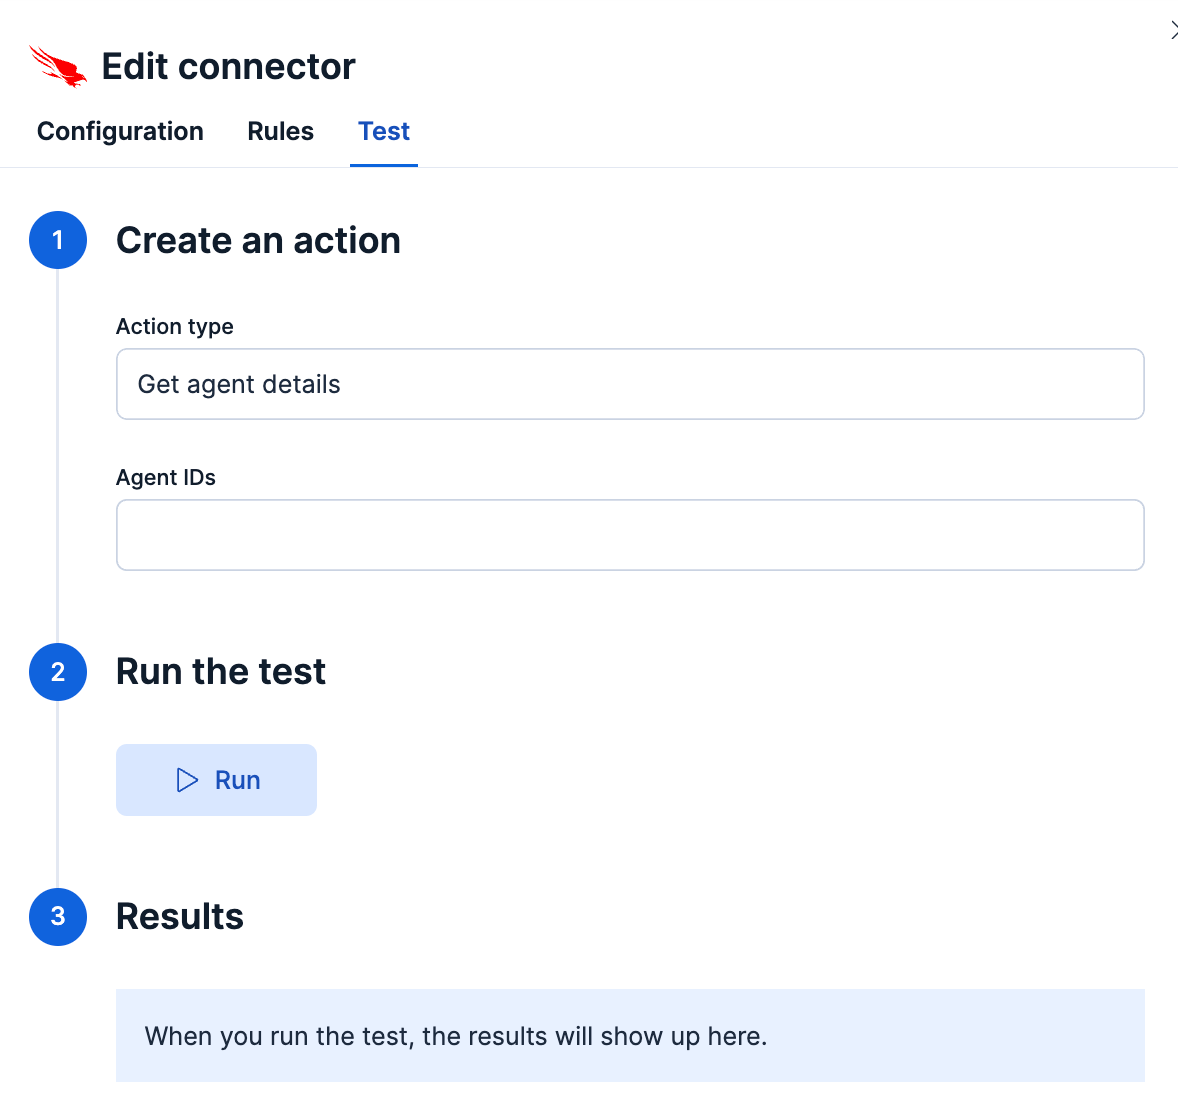 Edit connector
Configuration Rules Test
1 Create an action
Action type
Get agent details
Agent IDs
2 Run the test
Run
3 Results
When you run the test, the results will show up here.